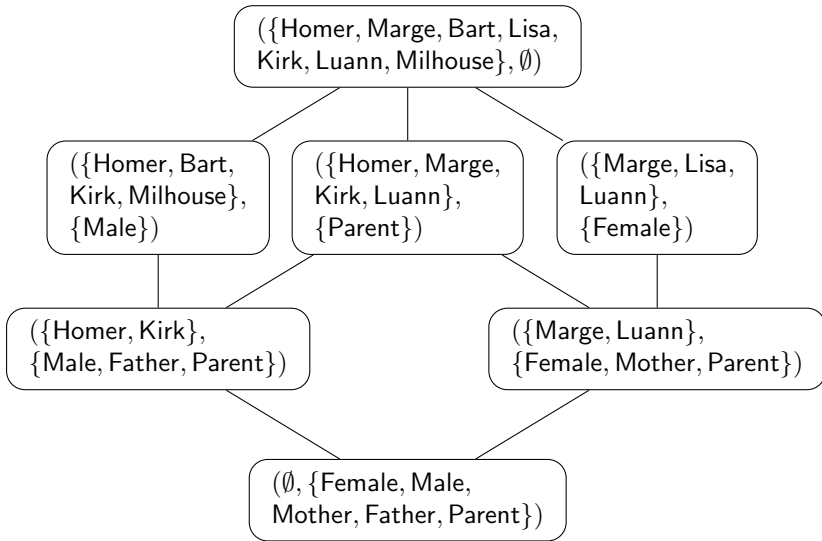 ({Homer, Marge, Bart, Lisa,
Kirk, Luann, Milhouse}, ∅)
({Homer, Bart,
Kirk, Milhouse},
{Male})
({Homer, Marge,
Kirk, Luann},
{Parent})
({Marge, Lisa,
Luann},
{Female})
({Homer, Kirk},
{Male, Father, Parent})
({Marge, Luann},
{Female, Mother, Parent})
(∅, {Female, Male,
Mother, Father, Parent})